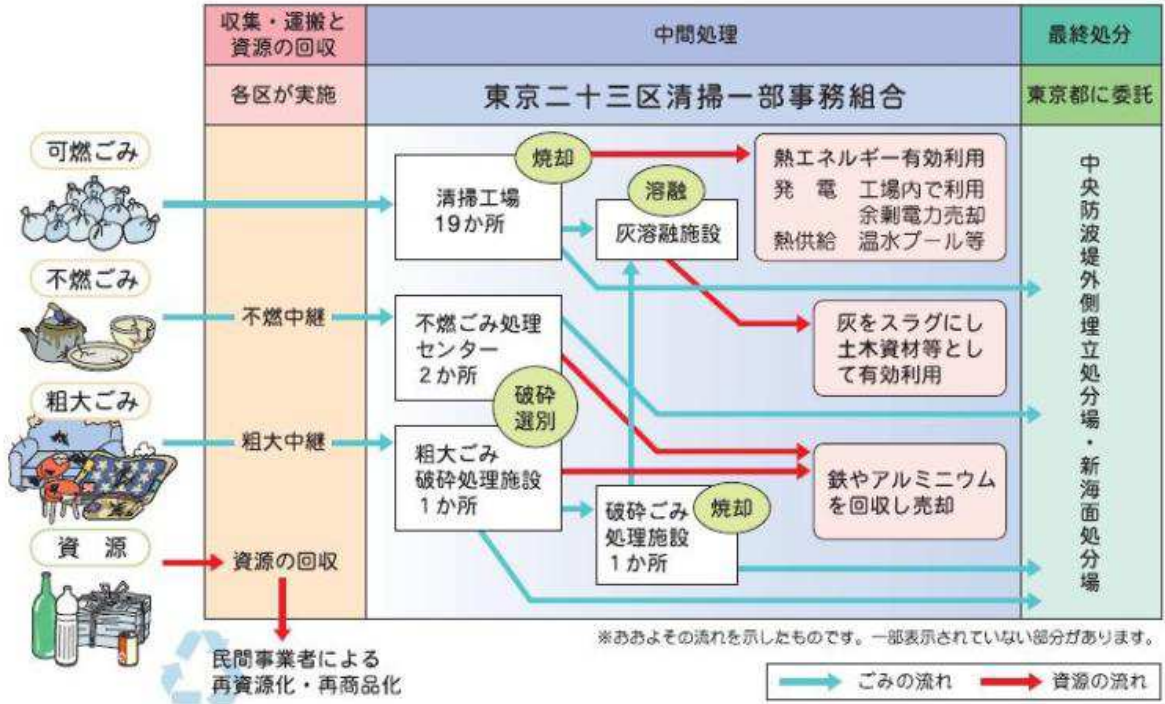 収集・運搬と
資源の回収
中間処理
最終処分
各区が実施
東京二十三区清掃一部事務組合
東京都に委託
可燃ごみ
不燃ごみ
粗大ごみ
資 源
不燃中継
粗大中継
資源の回収
民間事業者による
再資源化・再商品化
焼却
清掃工場
19か所
溶融
灰溶融施設
不燃ごみ処理
センター
2か所
破砕
選別
粗大ごみ
破砕処理施設
1か所
焼却
破砕ごみ
処理施設
1か所
熱エネルギー有効利用
発 電 工場内で利用
余剰電力売却
熱供給 温水プール等
灰をスラグにし
土木資材等とし
て有効利用
鉄やアルミニウム
を回収し売却
中央防波堤外側埋立処分場・新海面処分場
※おおよその流れを示したものです。一部表示されていない部分があります。
ごみの流れ
資源の流れ